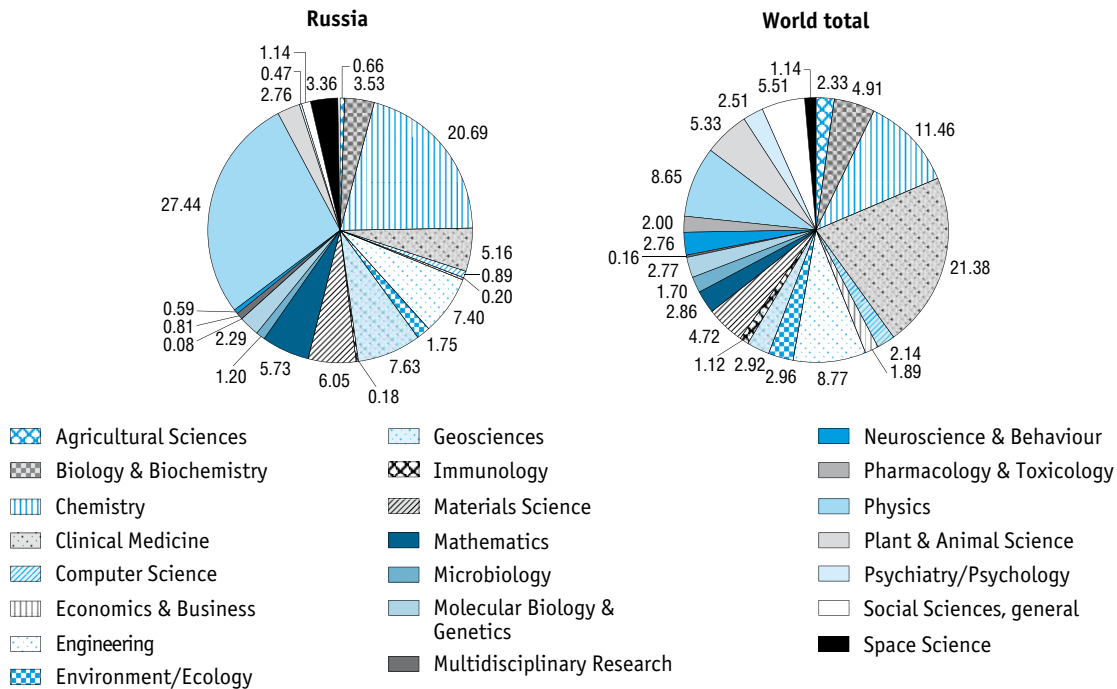 Russia
1.14
0.47
2.76
3.36
0.66
3.53
20.69
5.16
0.89
0.20
7.40
1.75
7.63
0.18
6.05
5.73
1.20
2.29
0.08
0.81
0.59
27.44
World total
1.14
2.33
4.91
11.46
21.38
2.14
1.89
8.77
2.96
2.92
1.12
4.72
2.86
1.70
2.77
0.16
2.76
2.00
8.65
5.33
2.51
5.51
Agricultural Sciences
Biology & Biochemistry
Chemistry
Clinical Medicine
Computer Science
Economics & Business
Engineering
Environment/Ecology
Geosciences
Immunology
Materials Science
Mathematics
Microbiology
Molecular Biology &
Genetics
Multidisciplinary Research
Neuroscience & Behaviour
Pharmacology & Toxicology
Physics
Plant & Animal Science
Psychiatry/Psychology
Social Sciences, general
Space Science